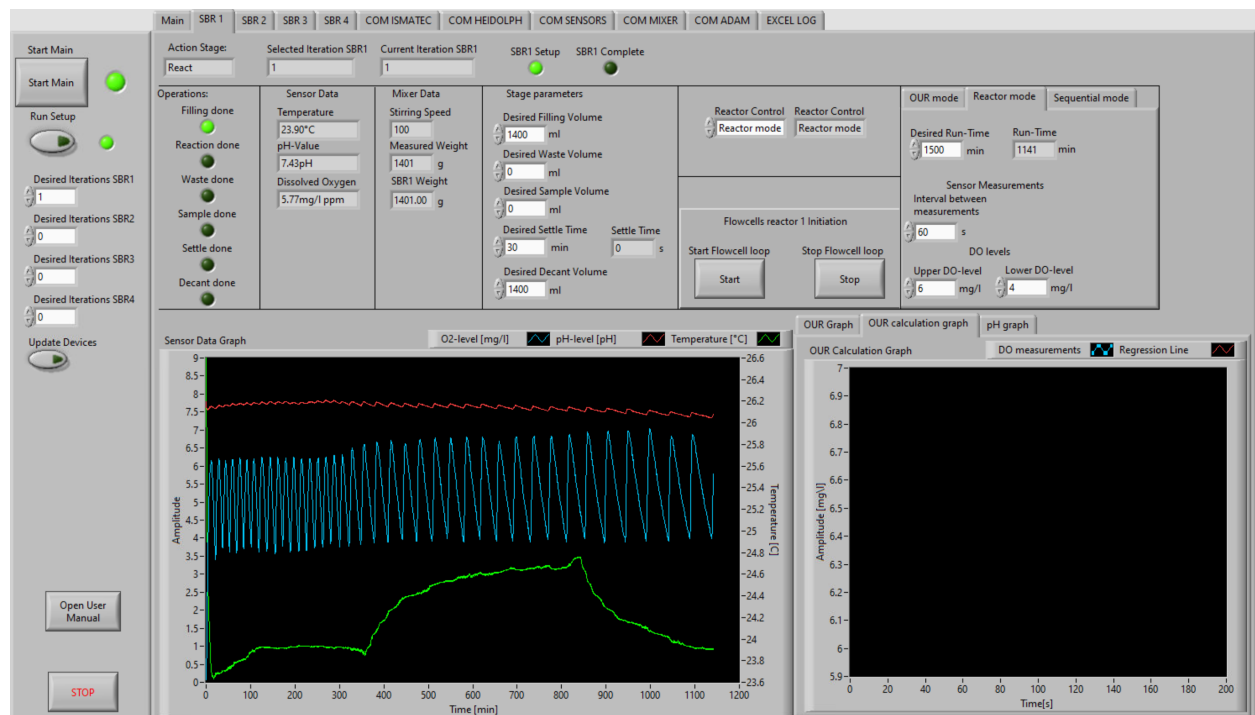 Main SBR 1 SBR 2 SBR 3 SBR 4 COM ISMATEC COM HEIDOLPH COM SENSORS COM MIXER COM ADAM EXCEL LOG
Start Main
Start Main
Run Setup
Desired Iterations SBR1
1
Desired Iterations SBR2
0
Desired Iterations SBR3
0
Desired Iterations SBR4
0
Update Devices
Open User
Manual
STOP
Action Stage: Selected Iteration SBR1 Current Iteration SBR1 SBR1 Setup SBR1 Complete
React 1 1
Operations:
Filling done
Reaction done
Waste done
Sample done
Settle done
Decant done
Sensor Data
Temperature
23.90°C
pH-Value
7.43pH
Dissolved Oxygen
5.77mg/l ppm
Mixer Data
Stirring Speed
100
Measured Weight
1401 g
SBR1 Weight
1401.00 g
Stage parameters
Desired Filling Volume
1400 ml
Desired Waste Volume
0 ml
Desired Sample Volume
0 ml
Desired Settle Time Settle Time
30 min 0 s
Desired Decant Volume
1400 ml
Reactor Control Reactor Control
Reactor mode Reactor mode
Flowcells reactor 1 Initiation
Start Flowcell loop Stop Flowcell loop
Start Stop
OUR mode Reactor mode Sequential mode
Desired Run-Time Run-Time
1500 min 1141 min
Sensor Measurements
Interval between
measurements
60 s
DO levels
Upper DO-level Lower DO-level
6 mg/l 4 mg/l
Sensor Data Graph O2-level [mg/l] pH-level [pH] Temperature [°C]
9
8.5
8
7.5
7
6.5
6
5.5
5
4.5
4
3.5
3
2.5
2
1.5
1
0.5
0
Amplitude
26.6
26.4
26.2
26
25.8
25.6
25.4
25.2
25
24.8
24.6
24.4
24.2
24
23.8
23.6
Temperature [C]
0 100 200 300 400 500 600 700 800 900 1000 1100 1200
Time [min]
OUR Graph OUR calculation graph pH graph
OUR Calculation Graph DO measurements Regression Line
7
6.9
6.8
6.7
6.6
6.5
6.4
6.3
6.2
6.1
6
5.9
Amplitude [mg\l]
0 20 40 60 80 100 120 140 160 180 200
Time[s]